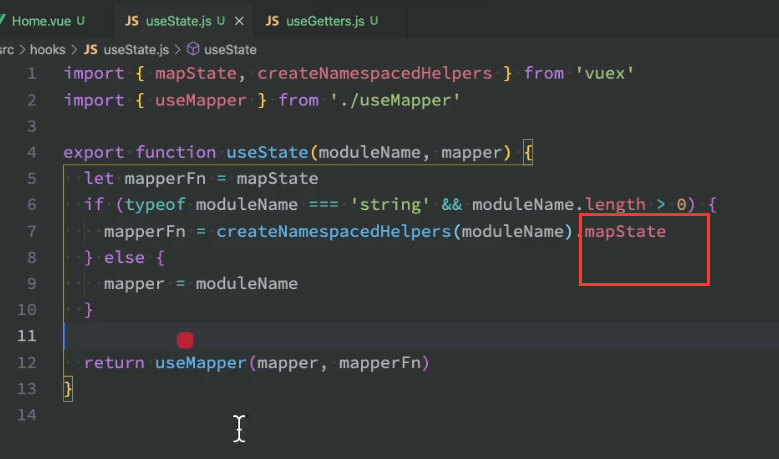 Home.vue U JS useState.js U × JS useGetters.js U
src > hooks > JS useState.js > useState
1 import { mapState, createNamespacedHelpers } from 'vuex'
2 import { useMapper } from './useMapper'
3
4 export function useState(moduleName, mapper) {
5 let mapperFn = mapState
6 if (typeof moduleName === 'string' && moduleName.length > 0) {
7 mapperFn = createNamespacedHelpers(moduleName).mapState
8 } else {
9 mapper = moduleName
10 }
11
12 return useMapper(mapper, mapperFn)
13 }
14